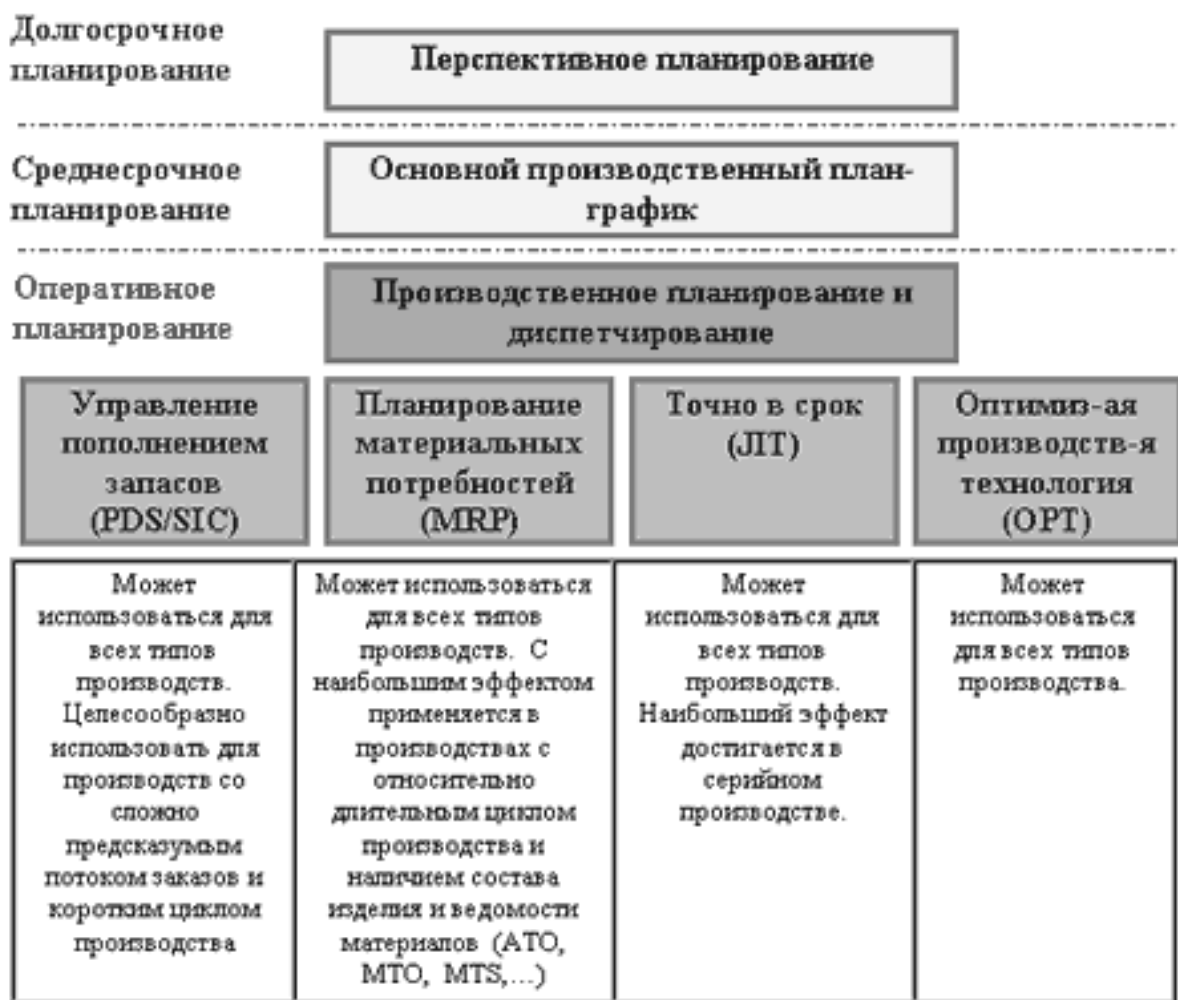 Долгосрочное
планирование
Перспективное планирование
Среднесрочное
планирование
Основной производственный план-
график
Оперативное
планирование
Производственное планирование и
диспетчирование
Управление
пополнением
запасов
(PDS/SIC)
Планирование
материальных
потребностей
(MRP)
Точно в срок
(JIT)
Оптимиз-ая
производств-я
технология
(OPT)
Может
использоваться для
всех типов
производств.
Целесообразно
использовать для
производств со
сложно
предсказумым
потоком заказов и
коротким циклом
производства
Может использоваться
для всех типов
производств. С
наибольшим эффектом
применяется в
производствах с
относительно
длительным циклом
производства и
наличием состава
изделия и ведомости
материалов (АТО,
МТО, MTS,...)
Может
использоваться для
всех типов
производств.
Наибольший эффект
достигается в
серийном
производстве.
Может
использоваться
для всех типов
производства.